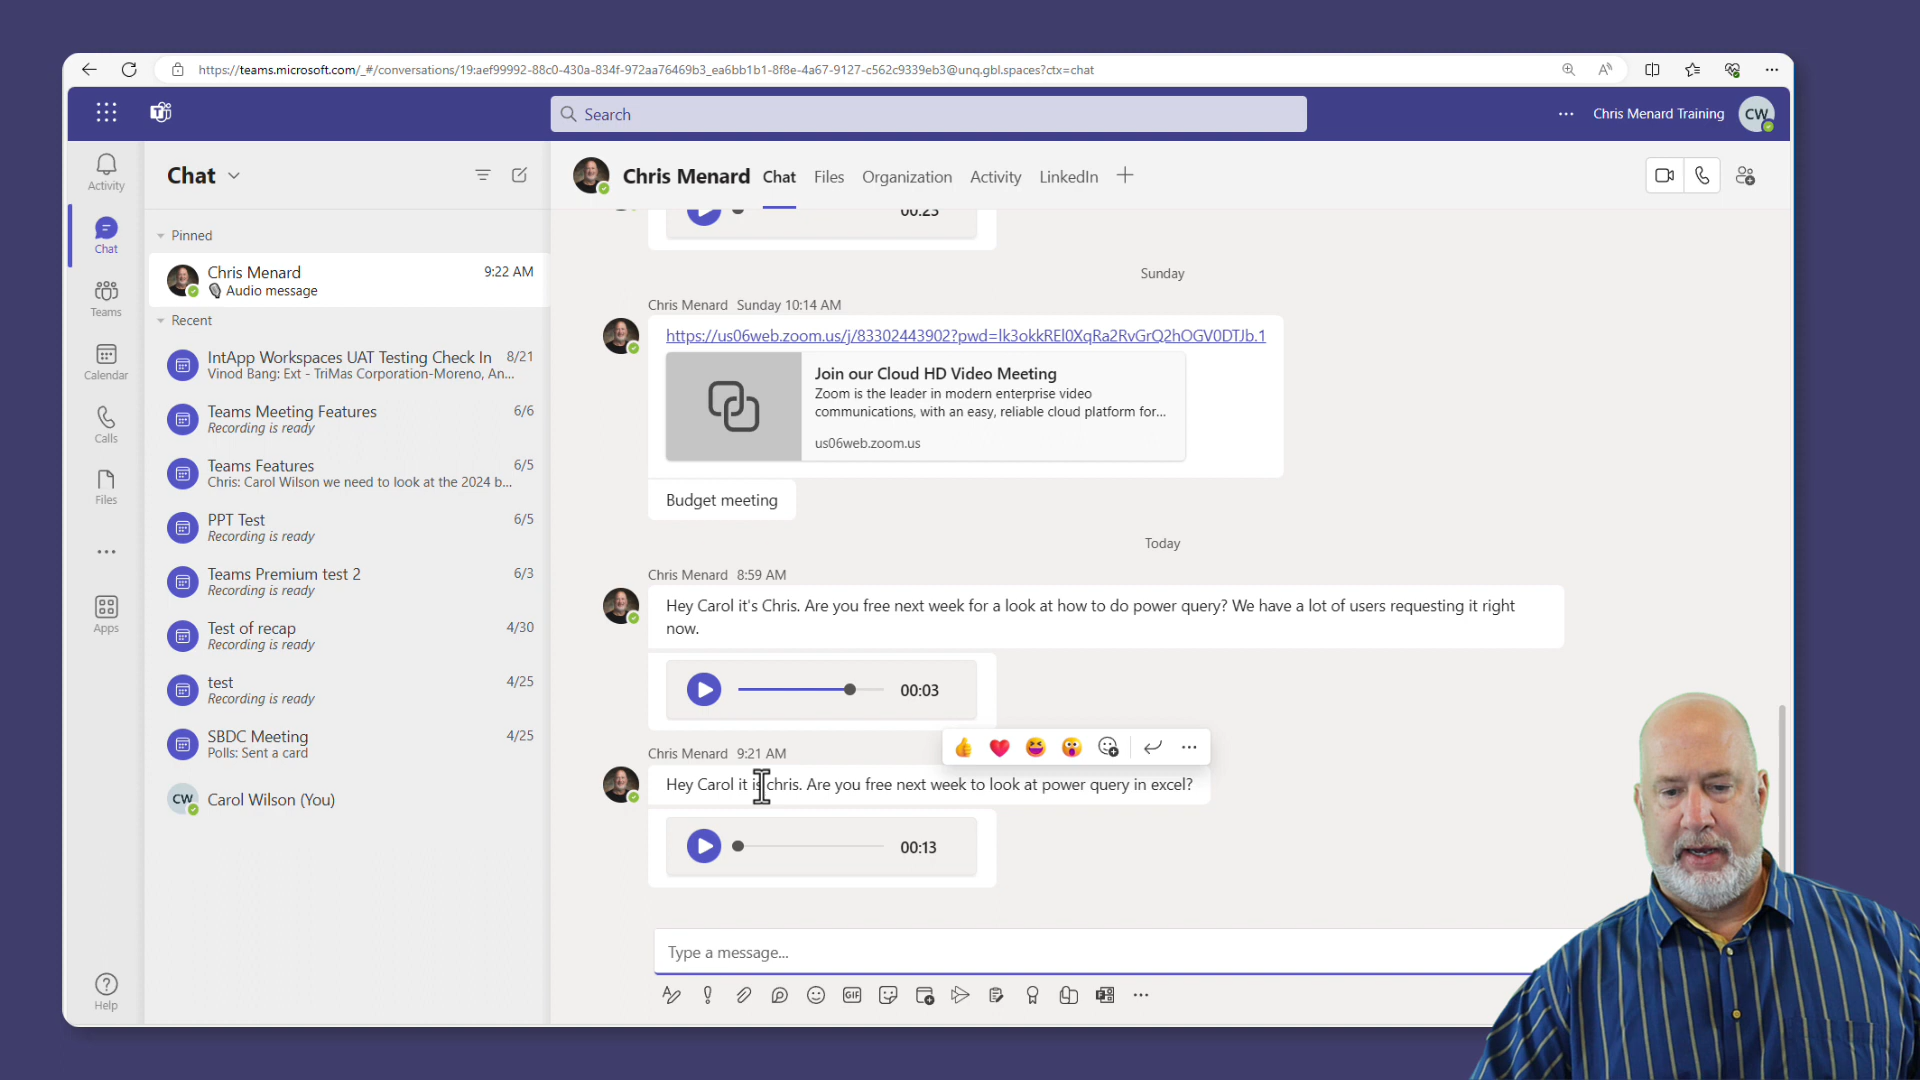 https://teams.microsoft.com/_#/conversations/19:aef99992-88c0-430a-834f-972aa76469b3_ea6bb1b1-8f8e-4a67-9127-c562c9339eb3@unq.gbl.spaces?ctx=chat
Search
Chris Menard Training
CW
Activity
Chat
Teams
Calendar
Calls
Files
Apps
Help
Chat
Pinned
Chris Menard 9:22 AM
Audio message
Recent
IntApp Workspaces UAT Testing Check In 8/21
Vinod Bang: Ext - TriMas Corporation-Moreno, An...
Teams Meeting Features 6/6
Recording is ready
Teams Features 6/5
Chris: Carol Wilson we need to look at the 2024 b...
PPT Test 6/5
Recording is ready
Teams Premium test 2 6/3
Recording is ready
Test of recap 4/30
Recording is ready
test 4/25
Recording is ready
SBDC Meeting 4/25
Polls: Sent a card
CW Carol Wilson (You)
Chris Menard Chat Files Organization Activity LinkedIn
00:23
Sunday
Chris Menard Sunday 10:14 AM
https://us06web.zoom.us/j/83302443902?pwd=lk3okkREl0XqRa2RvGrQ2hOGV0DTJb.1
Join our Cloud HD Video Meeting
Zoom is the leader in modern enterprise video
communications, with an easy, reliable cloud platform for...
us06web.zoom.us
Budget meeting
Today
Chris Menard 8:59 AM
Hey Carol it's Chris. Are you free next week for a look at how to do power query? We have a lot of users requesting it right
now.
00:03
Chris Menard 9:21 AM
Hey Carol it is chris. Are you free next week to look at power query in excel?
00:13
Type a message...
GIF